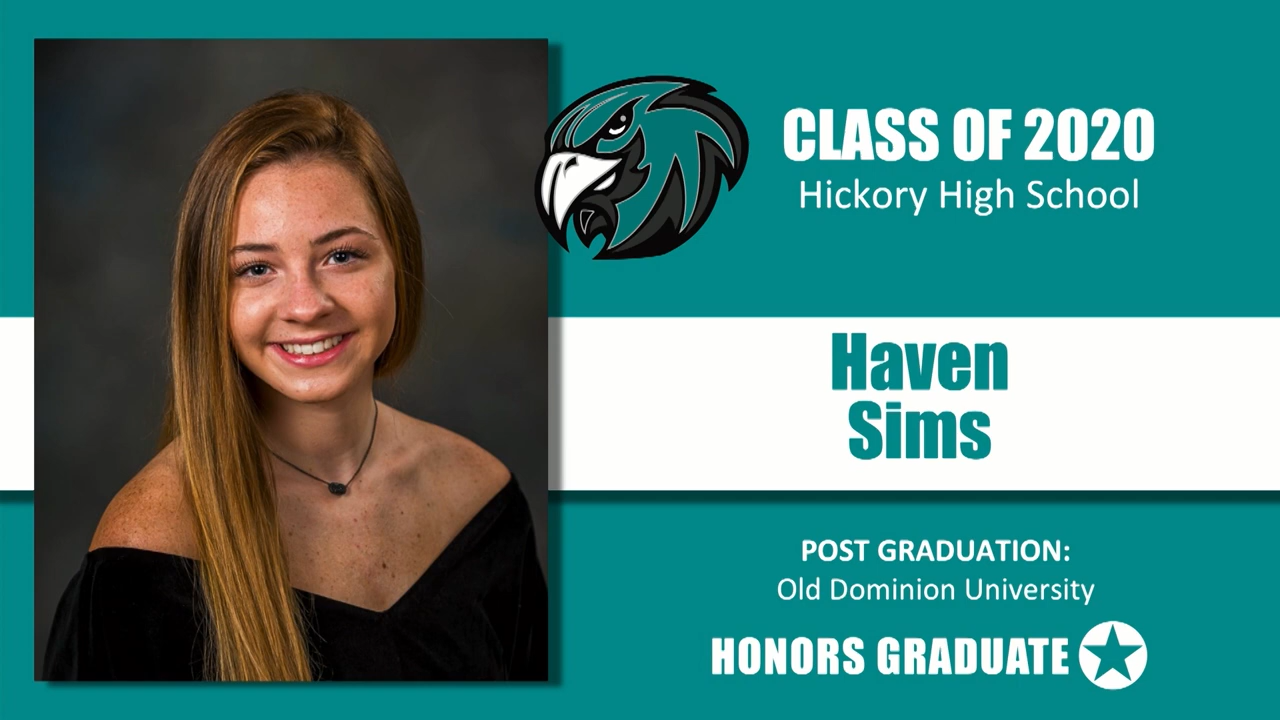 CLASS OF 2020
Hickory High School
Haven
Sims
POST GRADUATION:
Old Dominion University
HONORS GRADUATE